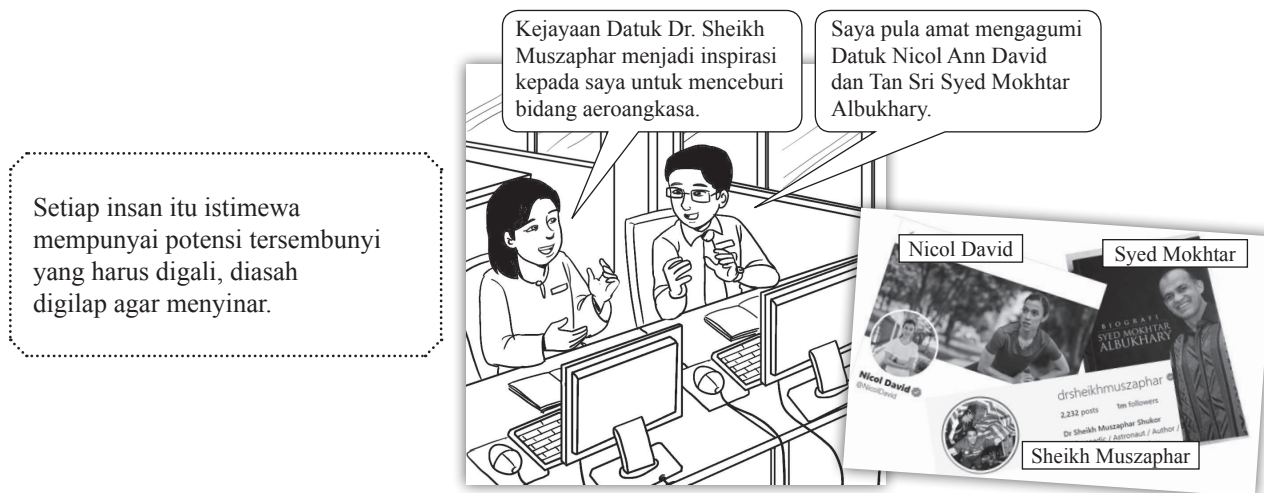 Kejayaan Datuk Dr. Sheikh
Muszaphar menjadi inspirasi
kepada saya untuk menceburi
bidang aeroangkasa.
Saya pula amat mengagumi
Datuk Nicol Ann David
dan Tan Sri Syed Mokhtar
Albukhary.
Setiap insan itu istimewa
mempunyai potensi tersembunyi
yang harus digali, diasah
digilap agar menyinar.
Nicol David
Syed Mokhtar
BIOGRAFI
SYED MOKHTAR
ALBUKHARY
Nicol David
@NicolDavid
drsheikhmuszaphar
2,232 posts 1m followers
Dr Sheikh Muszaphar Shukor
/ Astronaut / Author /
Sheikh Muszaphar